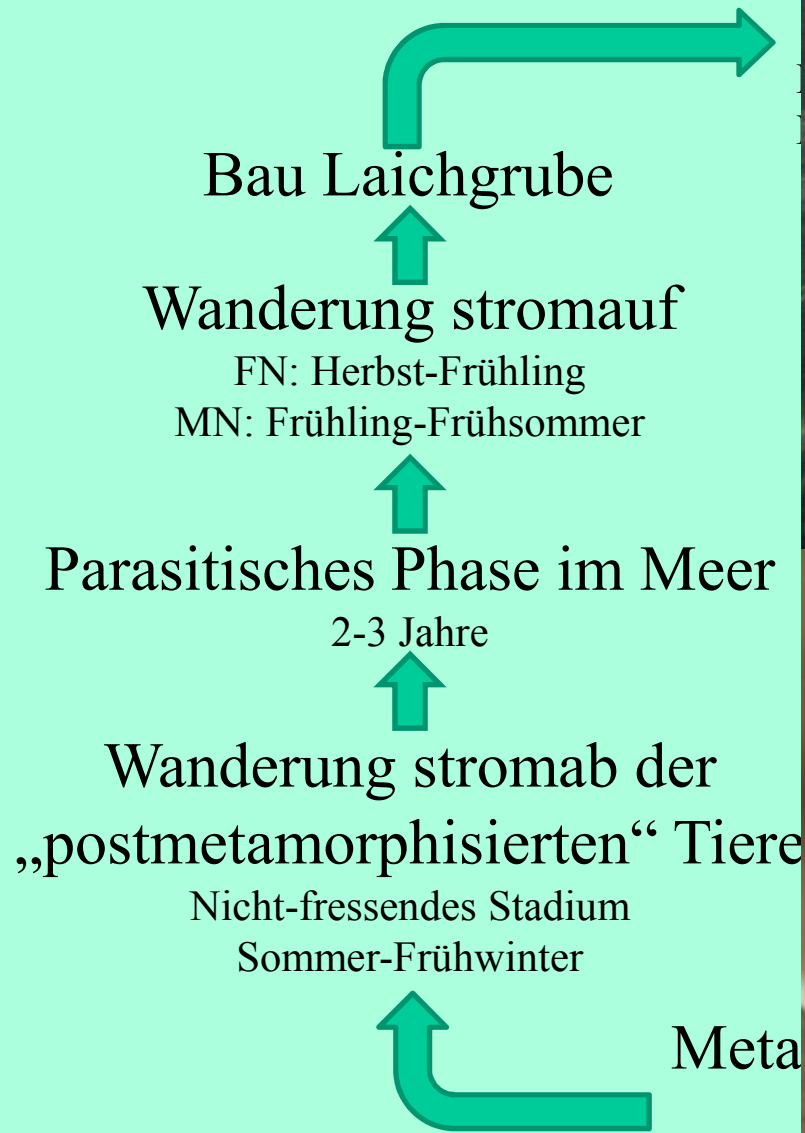 Bau Laichgrube
Wanderung stromauf
FN: Herbst-Frühling
MN: Frühling-Frühsommer
Parasitisches Phase im Meer
2-3 Jahre
Wanderung stromab der
„postmetamorphisierten“ Tiere
Nicht-fressendes Stadium
Sommer-Frühwinter
Meta